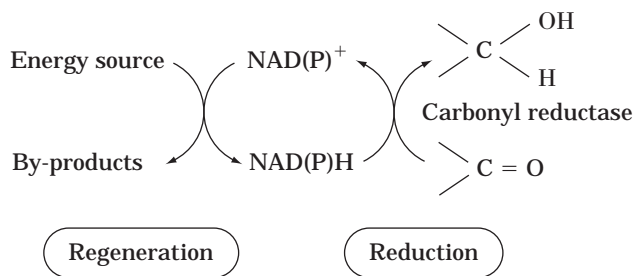 OH
Energy source NAD(P)+ C
H
Carbonyl reductase
By-products NAD(P)H C = O
Regeneration Reduction